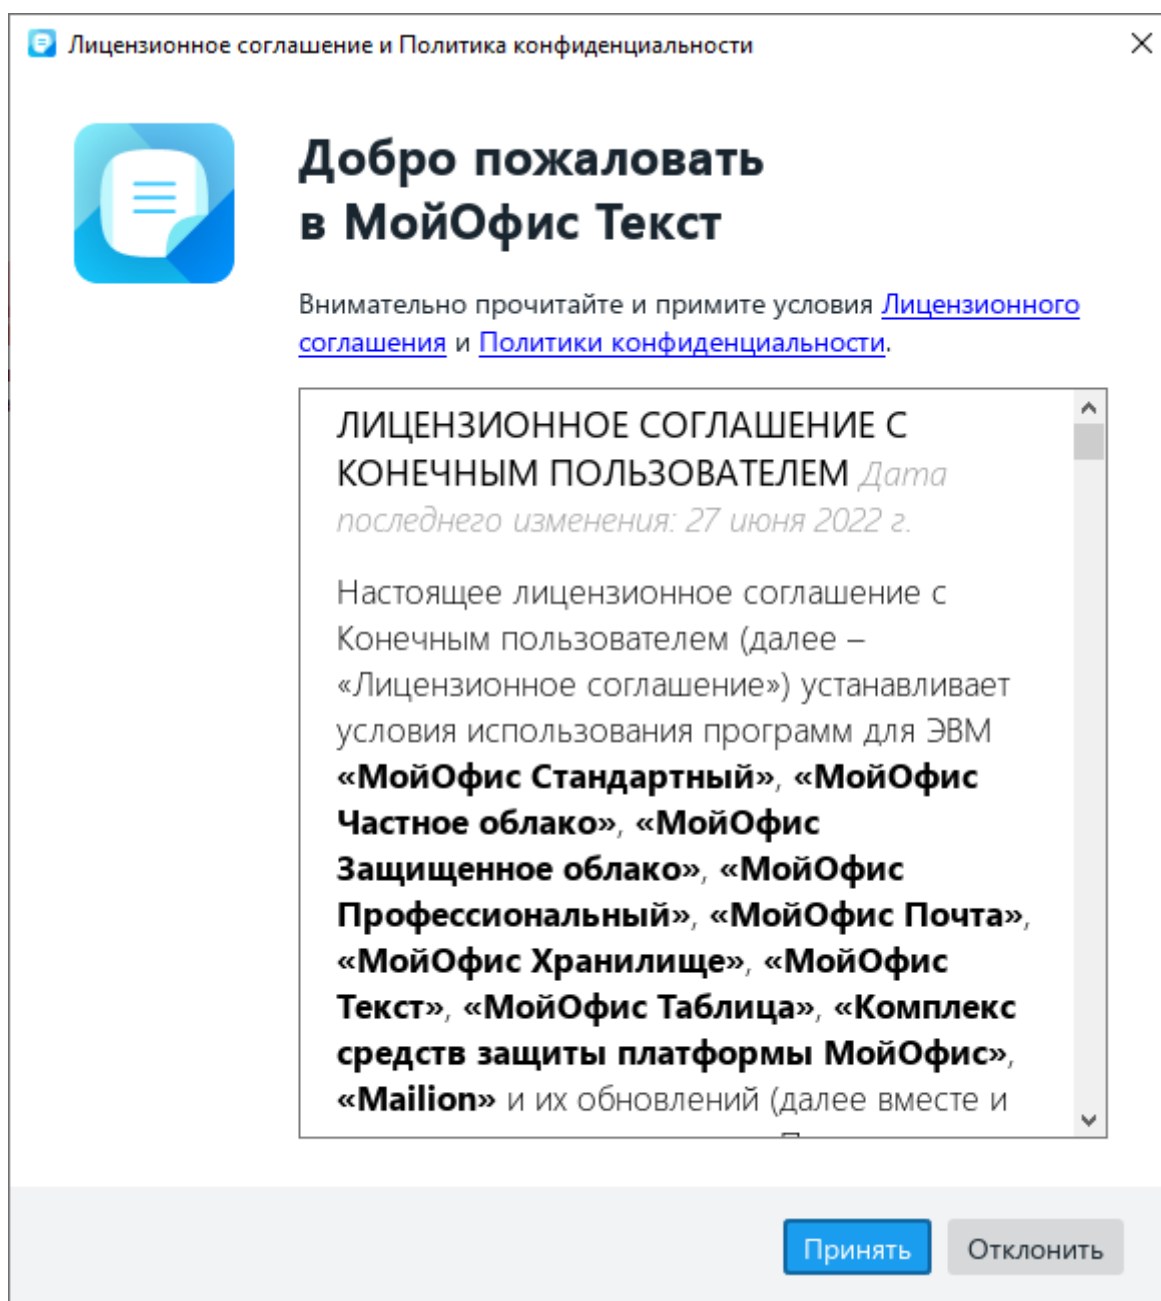 Лицензионное соглашение и Политика конфиденциальности
Добро пожаловать
в МойОфис Текст
Внимательно прочитайте и примите условия Лицензионного
соглашения и Политики конфиденциальности.
ЛИЦЕНЗИОННОЕ СОГЛАШЕНИЕ С
КОНЕЧНЫМ ПОЛЬЗОВАТЕЛЕМ Дата
последнего изменения: 27 июня 2022 г.
Настоящее лицензионное соглашение с
Конечным пользователем (далее –
«Лицензионное соглашение») устанавливает
условия использования программ для ЭВМ
«МойОфис Стандартный», «МойОфис
Частное облако», «МойОфис
Защищенное облако», «МойОфис
Профессиональный», «МойОфис Почта»,
«МойОфис Хранилище», «МойОфис
Текст», «МойОфис Таблица», «Комплекс
средств защиты платформы МойОфис»,
«Mailion» и их обновлений (далее вместе и
Принять
Отклонить